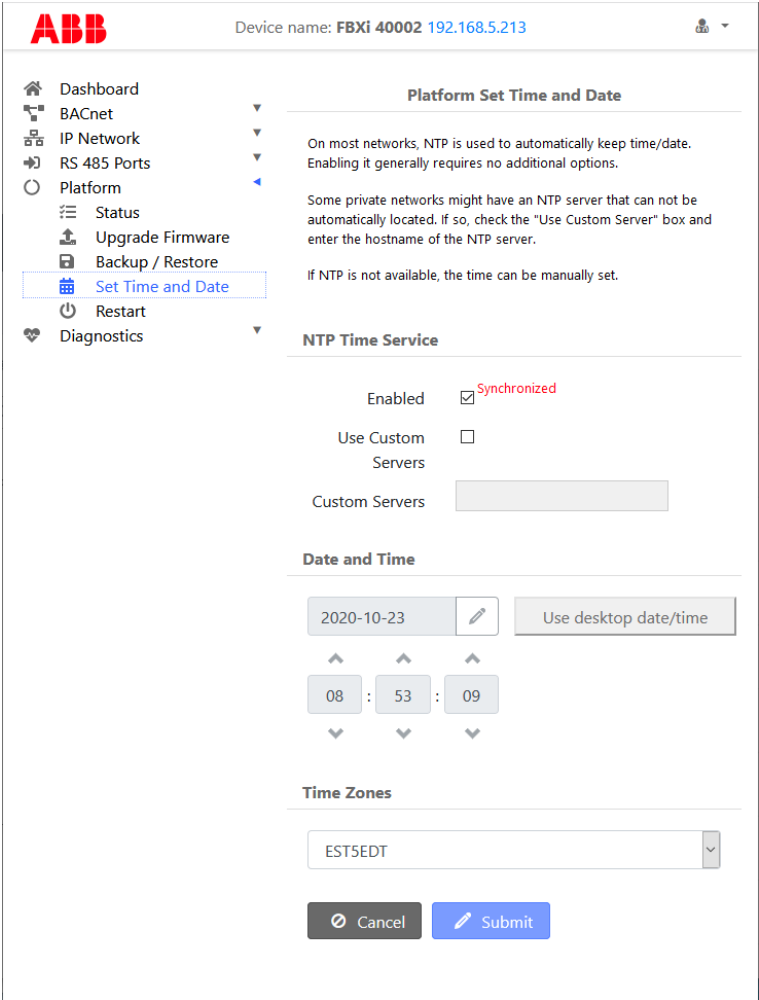 ABB
Device name: FBXi 40002 192.168.5.213
Dashboard
BACnet
IP Network
RS 485 Ports
Platform
Status
Upgrade Firmware
Backup / Restore
Set Time and Date
Restart
Diagnostics
Platform Set Time and Date
On most networks, NTP is used to automatically keep time/date.
Enabling it generally requires no additional options.
Some private networks might have an NTP server that can not be
automatically located. If so, check the "Use Custom Server" box and
enter the hostname of the NTP server.
If NTP is not available, the time can be manually set.
NTP Time Service
Enabled Synchronized
Use Custom
Servers
Custom Servers
Date and Time
2020-10-23 Use desktop date/time
08 : 53 : 09
Time Zones
EST5EDT
Cancel Submit